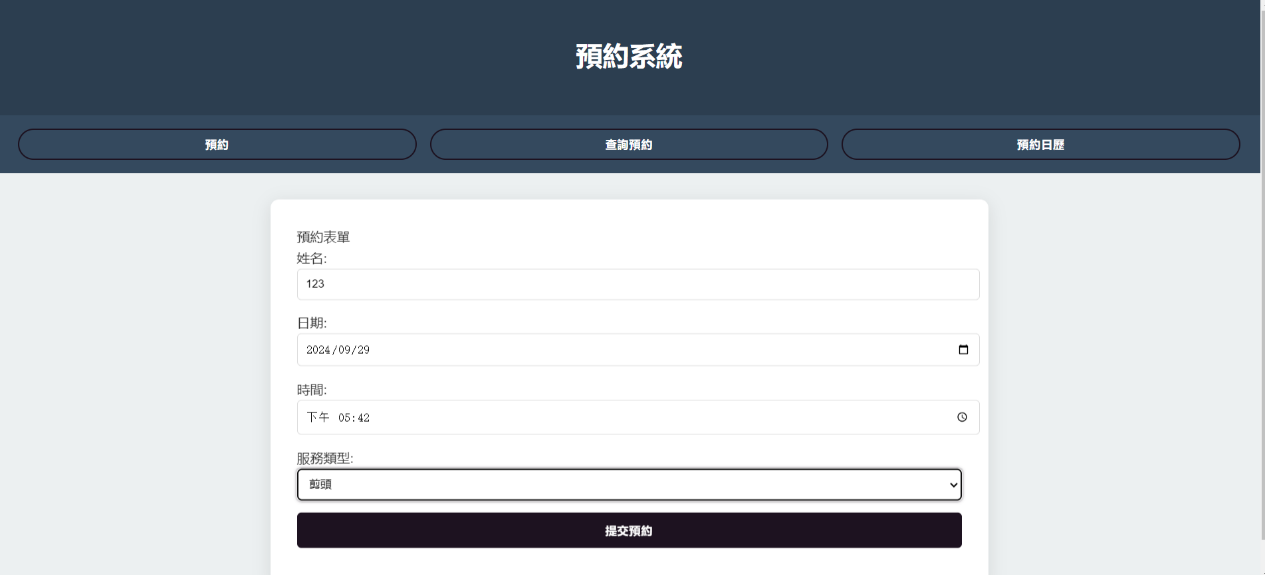 預約系統
預約
查詢預約
預約日歷
預約表單
姓名:
123
日期:
2024/09/29
時間:
下午 05:42
服務類型:
剪頭
提交預約